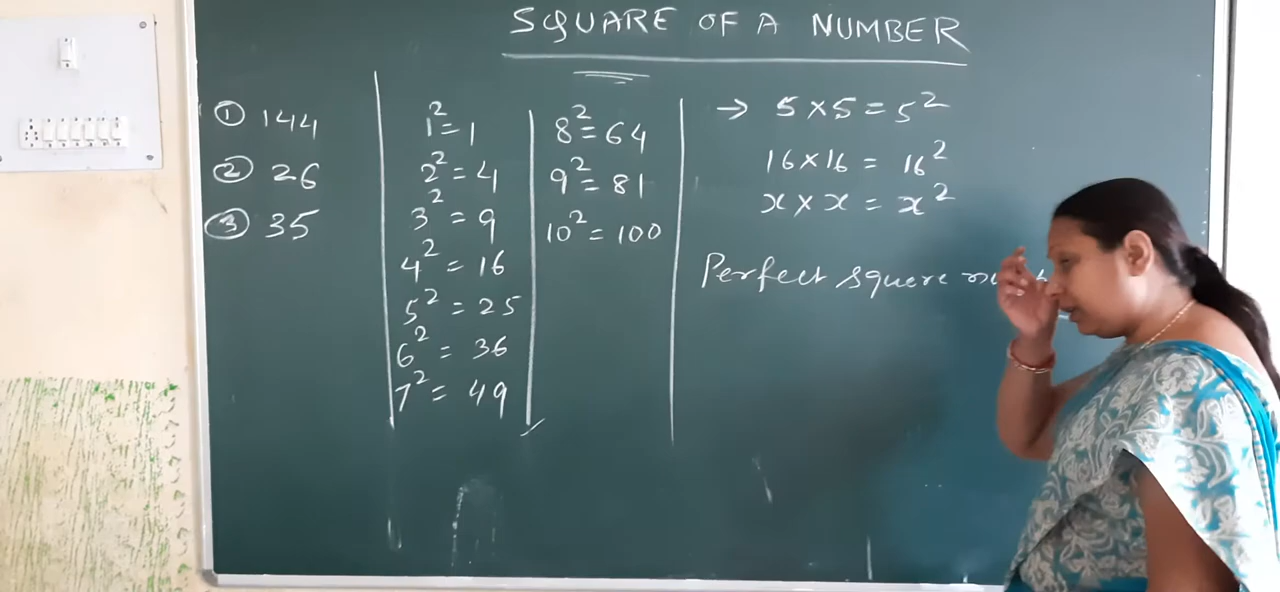 SQUARE OF A NUMBER
① 144
② 26
③ 35
1² = 1
2² = 4
3² = 9
4² = 16
5² = 25
6² = 36
7² = 49
8² = 64
9² = 81
10² = 100
→ 5 × 5 = 5²
16 × 16 = 16²
x × x = x²
Perfect square